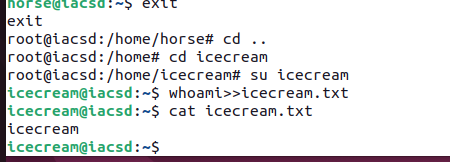 horse@iacsd:~$ exit
exit
root@iacsd:/home/horse# cd ..
root@iacsd:/home# cd icecream
root@iacsd:/home/icecream# su icecream
icecream@iacsd:~$ whoami>>icecream.txt
icecream@iacsd:~$ cat icecream.txt
icecream
icecream@iacsd:~$